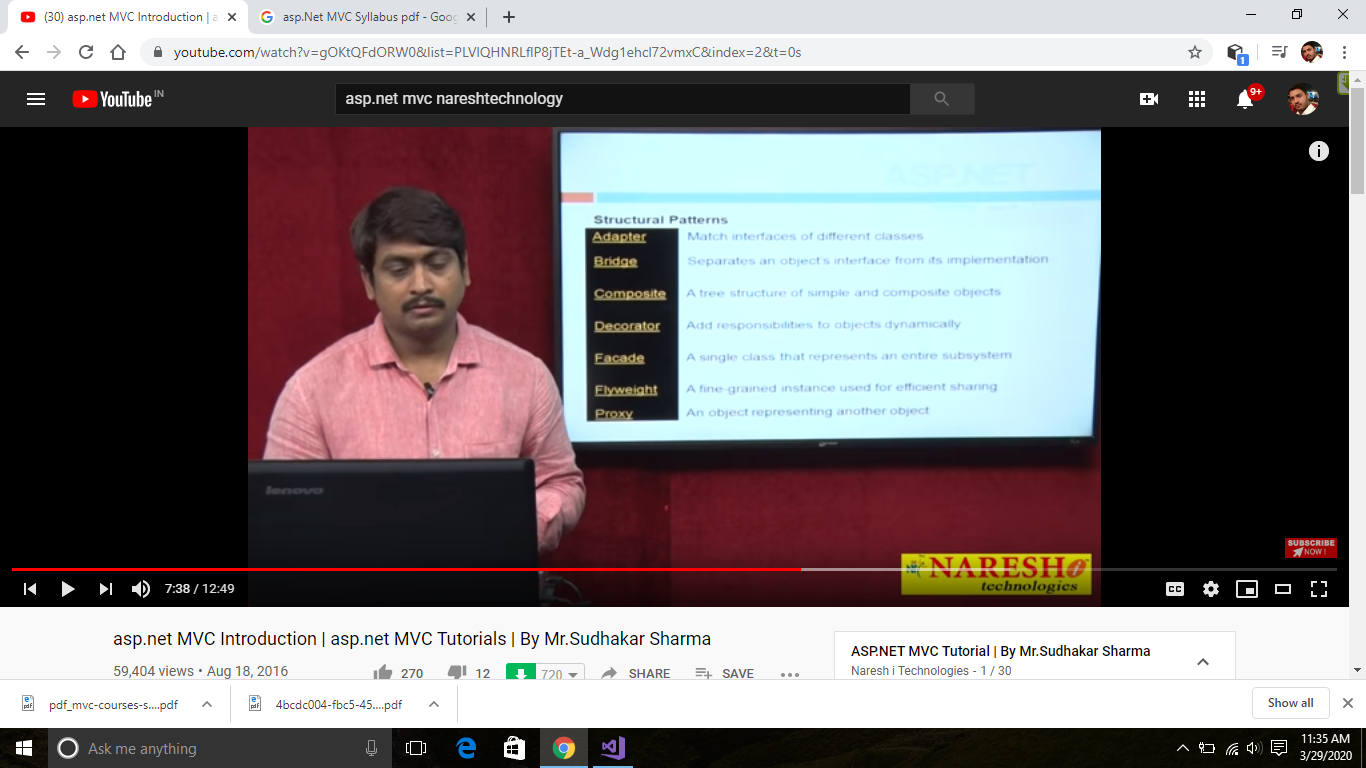 (30) asp.net MVC Introduction | a
asp.Net MVC Syllabus pdf - Goog
youtube.com/watch?v=gOKtQFdORW0&list=PLVlQHNRLflP8jTEt-a_Wdg1ehcl72vmxC&index=2&t=0s
1
YouTube IN
asp.net mvc nareshtechnology
9+
ASP.NET
Structural Patterns
Adapter Match interfaces of different classes
Bridge Separates an object's interface from its implementation
Composite A tree structure of simple and composite objects
Decorator Add responsibilities to objects dynamically
Facade A single class that represents an entire subsystem
Flyweight A fine-grained instance used for efficient sharing
Proxy An object representing another object
lenovo
SUBSCRIBE
NOW !
NARESH i
technologies
7:38 / 12:49
CC
asp.net MVC Introduction | asp.net MVC Tutorials | By Mr.Sudhakar Sharma
59,404 views • Aug 18, 2016
270
12
720
SHARE
SAVE
ASP.NET MVC Tutorial | By Mr.Sudhakar Sharma
Naresh i Technologies - 1 / 30
pdf_mvc-courses-s....pdf
4bcdc004-fbc5-45....pdf
Show all
Ask me anything
11:35 AM
3/29/2020